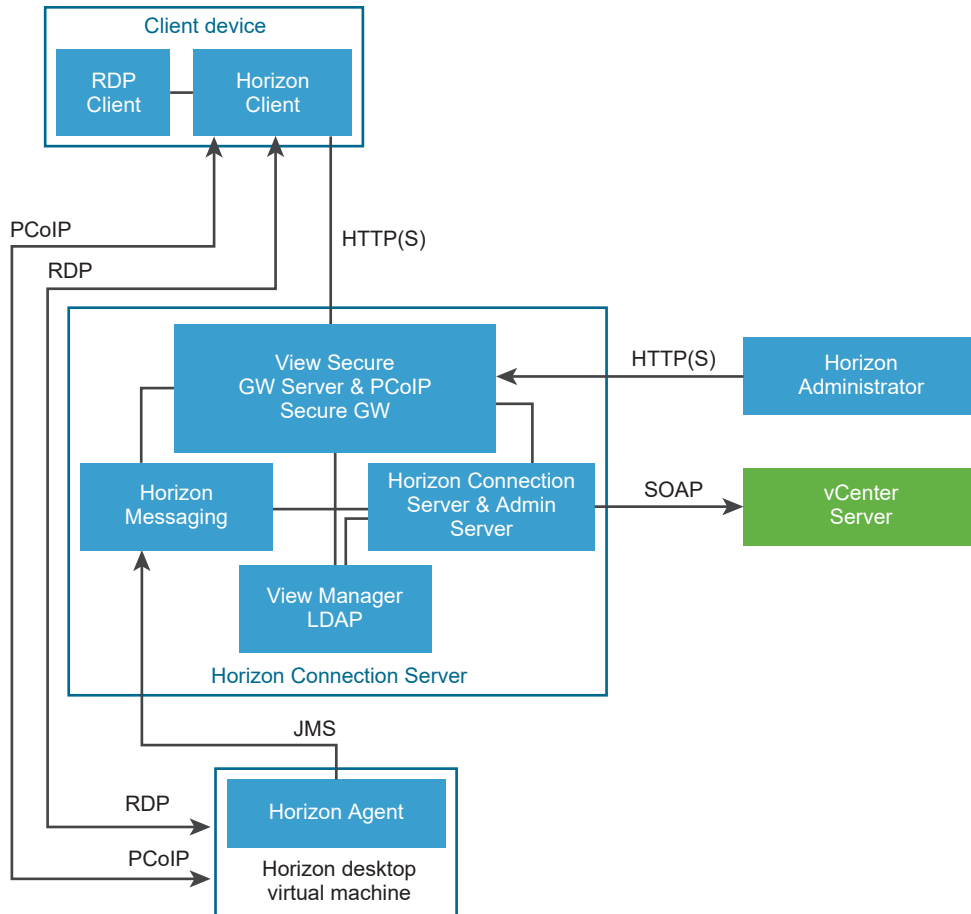 Client device
RDP
Client
Horizon
Client
PCoIP
HTTP(S)
RDP
View Secure
GW Server & PCoIP
Secure GW
HTTP(S)
Horizon
Administrator
Horizon
Messaging
Horizon Connection
Server & Admin
Server
SOAP
vCenter
Server
View Manager
LDAP
Horizon Connection Server
JMS
RDP
Horizon Agent
PCoIP
Horizon desktop
virtual machine